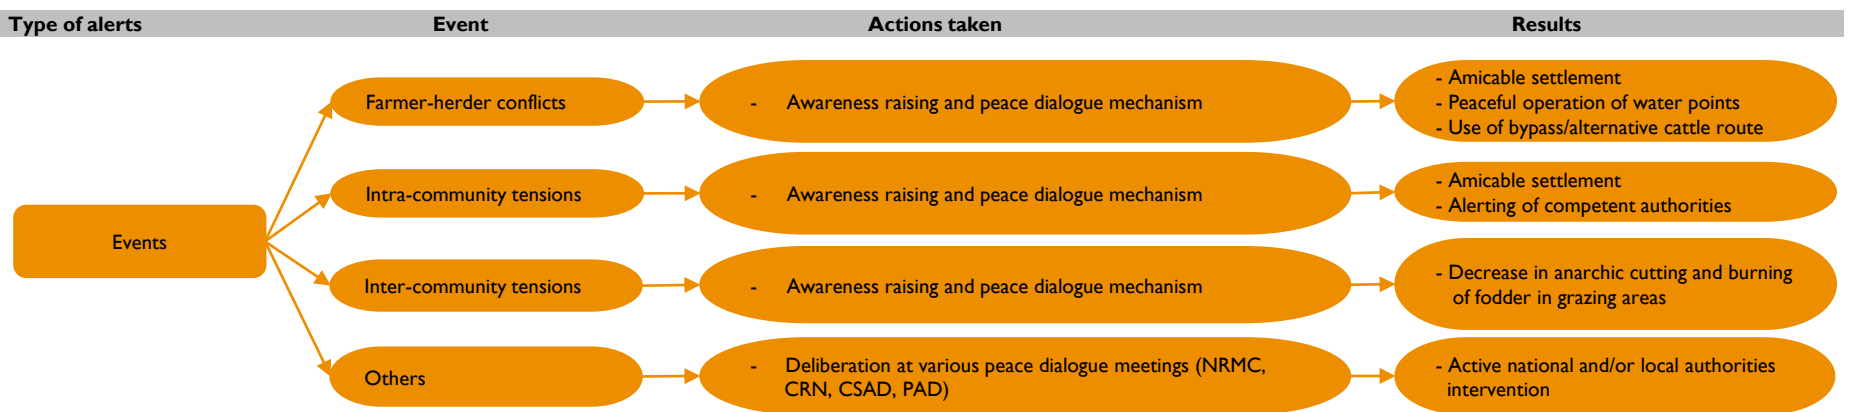 Type of alerts Event Actions taken Results
Farmer-herder conflicts
- Awareness raising and peace dialogue mechanism
- Amicable settlement
- Peaceful operation of water points
- Use of bypass/alternative cattle route
Intra-community tensions
- Awareness raising and peace dialogue mechanism
- Amicable settlement
- Alerting of competent authorities
Events
Inter-community tensions
- Awareness raising and peace dialogue mechanism
- Decrease in anarchic cutting and burning
of fodder in grazing areas
Others
- Deliberation at various peace dialogue meetings (NRMC,
CRN, CSAD, PAD)
- Active national and/or local authorities
intervention